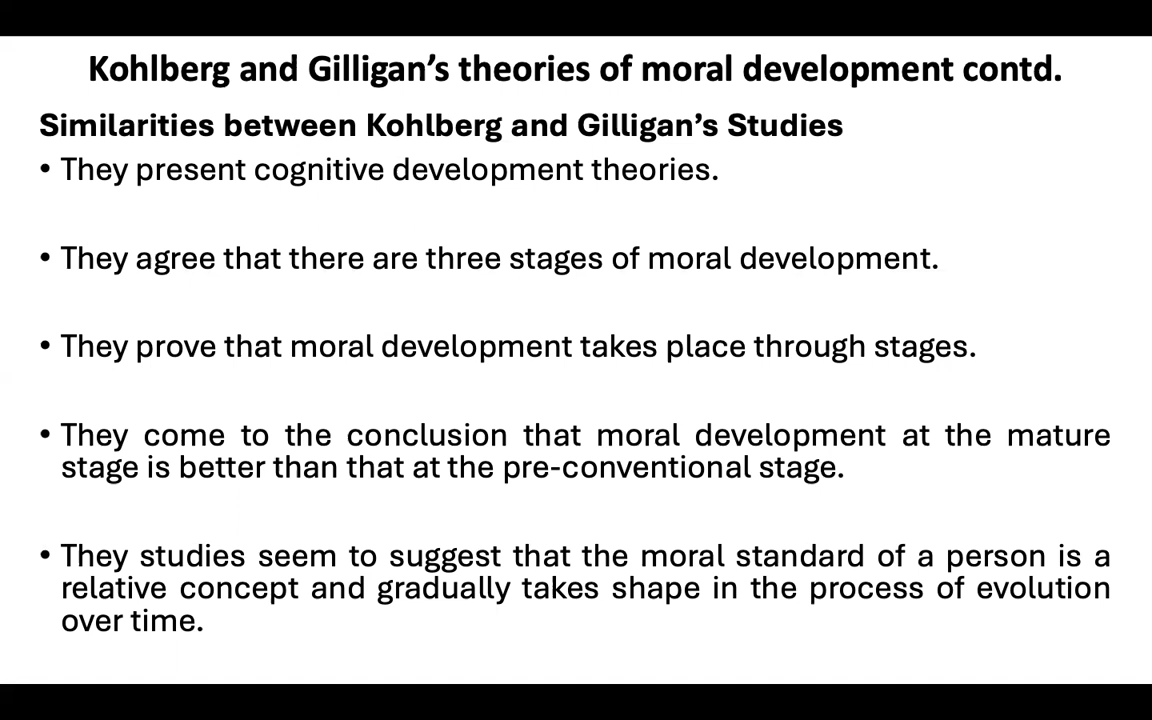 Kohlberg and Gilligan’s theories of moral development contd.
Similarities between Kohlberg and Gilligan’s Studies
• They present cognitive development theories.
• They agree that there are three stages of moral development.
• They prove that moral development takes place through stages.
• They come to the conclusion that moral development at the mature
stage is better than that at the pre-conventional stage.
• They studies seem to suggest that the moral standard of a person is a
relative concept and gradually takes shape in the process of evolution
over time.